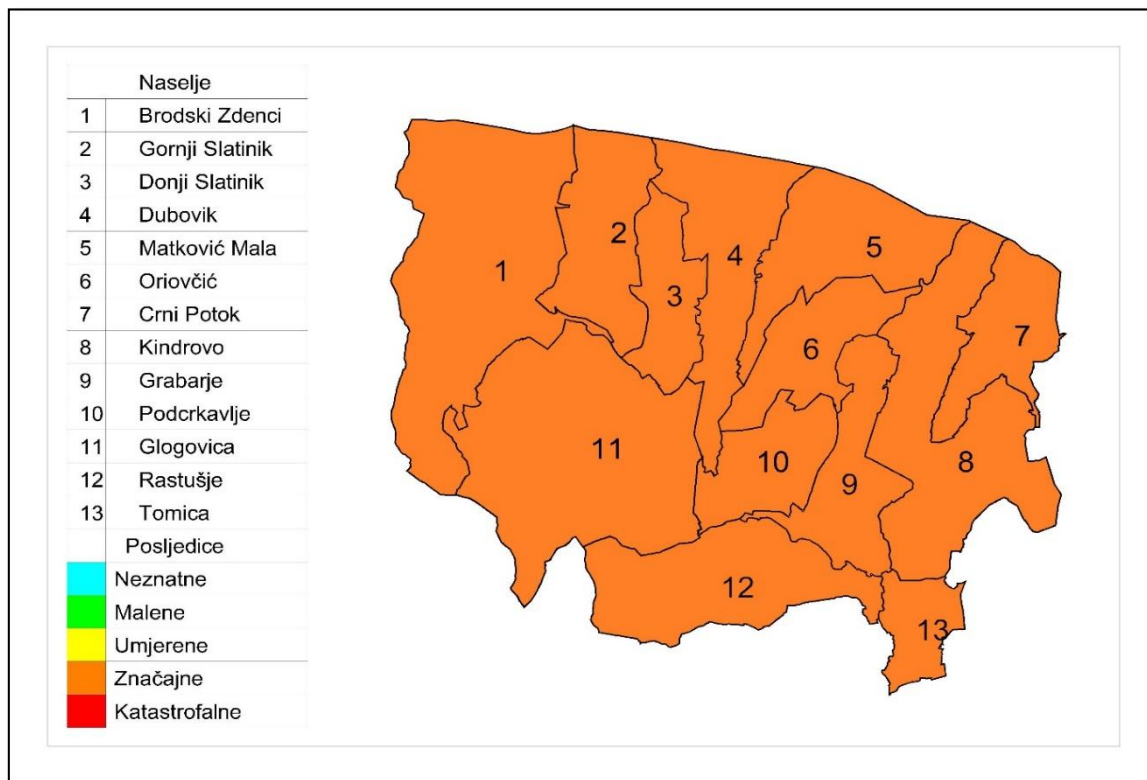 Naselje
1 Brodski Zdenci
2 Gornji Slatinik
3 Donji Slatinik
4 Dubovik
5 Matković Mala
6 Oriovčić
7 Crni Potok
8 Kindrovo
9 Grabarje
10 Podcrkavlje
11 Glogovica
12 Rastušje
13 Tomica
Posljedice
Neznatne
Malene
Umjerene
Značajne
Katastrofalne
1
2
3
4
5
6
7
8
9
10
11
12
13